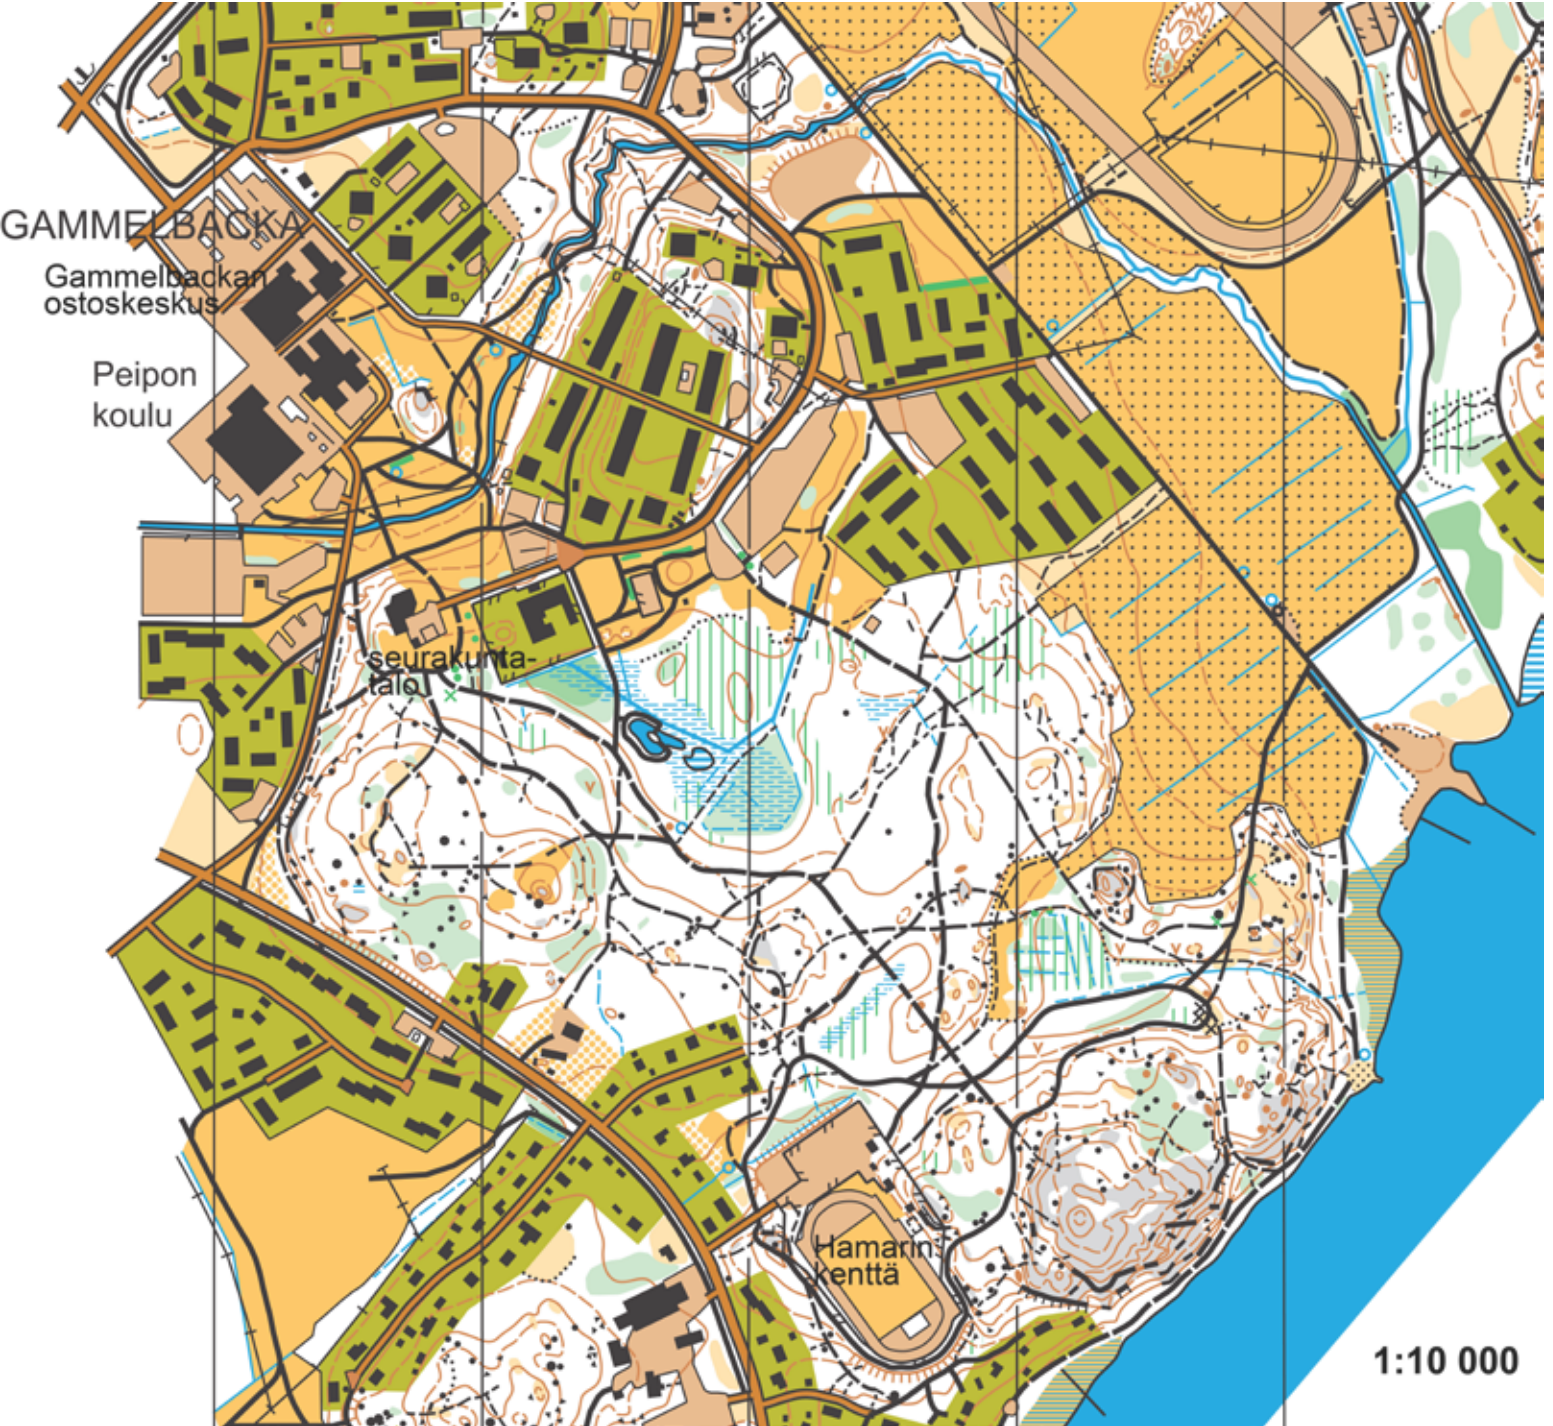 GAMMELBACKA
Gammelbackan
ostoskeskus
Peipon
koulu
seurakunta-
talo
Hamarin
kenttä
1:10 000